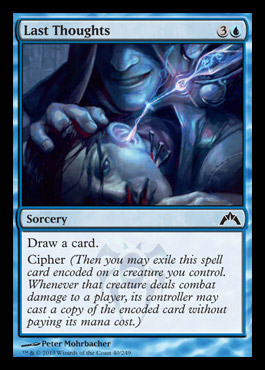 Last Thoughts 3
Sorcery
Draw a card.
Cipher (Then you may exile this spell
card encoded on a creature you control.
Whenever that creature deals combat
damage to a player, its controller may
cast a copy of the encoded card without
paying its mana cost.)
Peter Mohrbacher
™ & © 2013 Wizards of the Coast 40/249